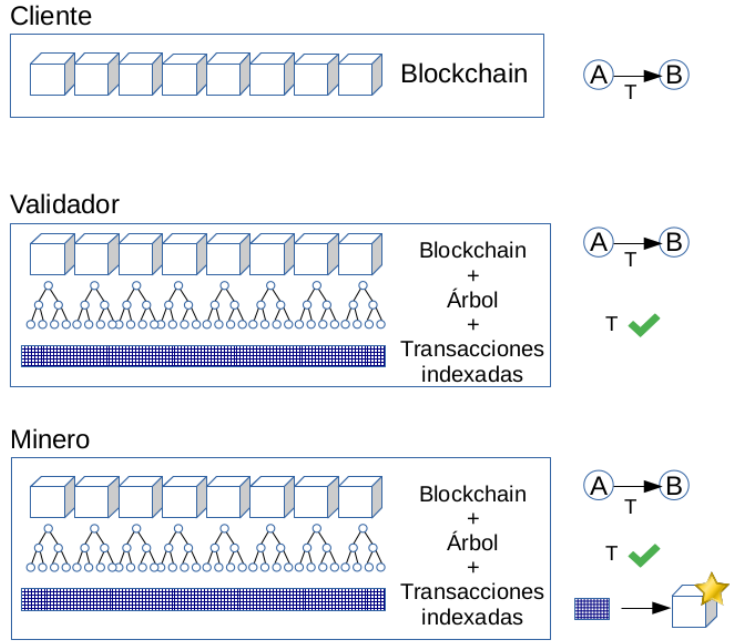 Cliente
Blockchain
A B
T
Validador
Blockchain
+
Árbol
+
Transacciones
indexadas
A B
T
T
Minero
Blockchain
+
Árbol
+
Transacciones
indexadas
A B
T
T